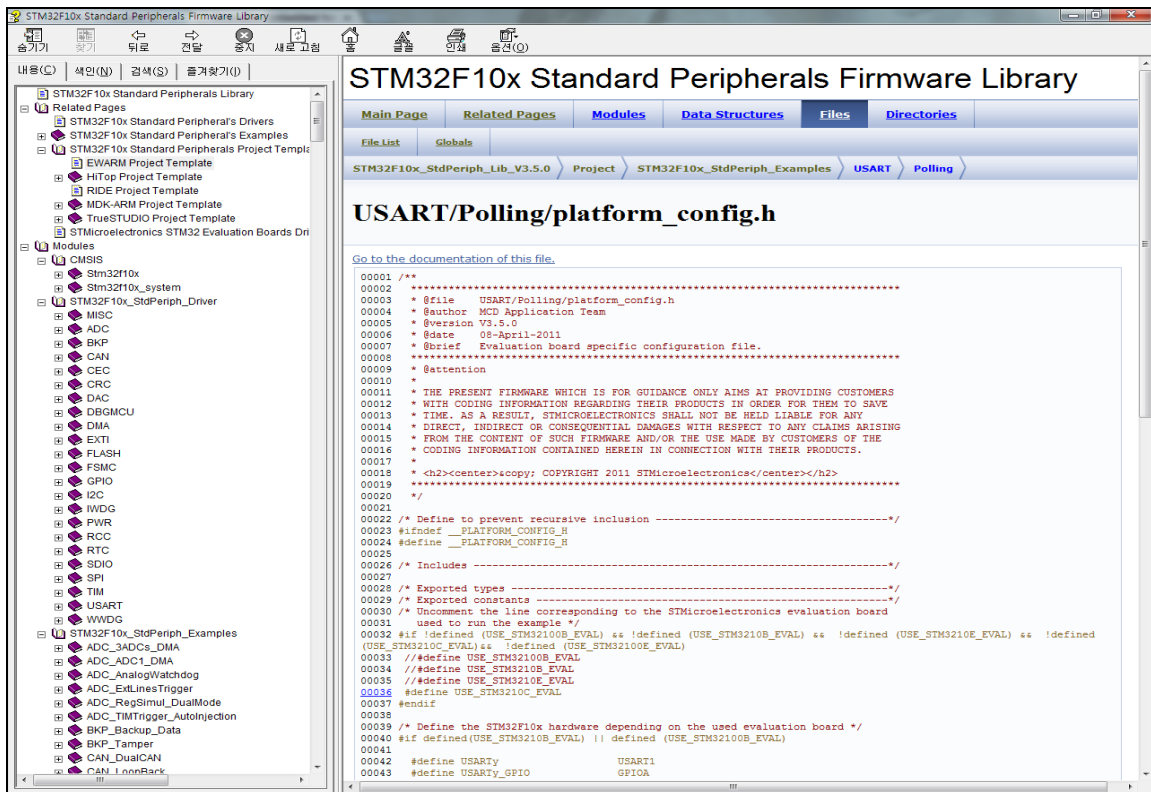 STM32F10x Standard Peripherals Firmware Library
숨기기 찾기 뒤로 전달 중지 새로 고침 홈 글꼴 인쇄 옵션(O)
내용(C) 색인(N) 검색(S) 즐겨찾기(I)
STM32F10x Standard Peripherals Library
Related Pages
STM32F10x Standard Peripheral's Drivers
STM32F10x Standard Peripheral's Examples
STM32F10x Standard Peripherals Project Templa
EWARM Project Template
HiTop Project Template
RIDE Project Template
MDK-ARM Project Template
TrueSTUDIO Project Template
STMicroelectronics STM32 Evaluation Boards Dri
Modules
CMSIS
Stm32f10x
Stm32f10x_system
STM32F10x_StdPeriph_Driver
MISC
ADC
BKP
CAN
CEC
CRC
DAC
DBGMCU
DMA
EXTI
FLASH
FSMC
GPIO
I2C
IWDG
PWR
RCC
RTC
SDIO
SPI
TIM
USART
WWDG
STM32F10x_StdPeriph_Examples
ADC_3ADCs_DMA
ADC_ADC1_DMA
ADC_AnalogWatchdog
ADC_ExtLinesTrigger
ADC_RegSimul_DualMode
ADC_TIMTrigger_AutoInjection
BKP_Backup_Data
BKP_Tamper
CAN_DualCAN
CAN_LoopBack
STM32F10x Standard Peripherals Firmware Library
Main Page Related Pages Modules Data Structures Files Directories
File List Globals
STM32F10x_StdPeriph_Lib_V3.5.0 Project STM32F10x_StdPeriph_Examples USART Polling
USART/Polling/platform_config.h
Go to the documentation of this file.
00001 /**
00002 ******************************************************************************
00003 * @file USART/Polling/platform_config.h
00004 * @author MCD Application Team
00005 * @version V3.5.0
00006 * @date 08-April-2011
00007 * @brief Evaluation board specific configuration file.
00008 ******************************************************************************
00009 * @attention
00010 *
00011 * THE PRESENT FIRMWARE WHICH IS FOR GUIDANCE ONLY AIMS AT PROVIDING CUSTOMERS
00012 * WITH CODING INFORMATION REGARDING THEIR PRODUCTS IN ORDER FOR THEM TO SAVE
00013 * TIME. AS A RESULT, STMICROELECTRONICS SHALL NOT BE HELD LIABLE FOR ANY
00014 * DIRECT, INDIRECT OR CONSEQUENTIAL DAMAGES WITH RESPECT TO ANY CLAIMS ARISING
00015 * FROM THE CONTENT OF SUCH FIRMWARE AND/OR THE USE MADE BY CUSTOMERS OF THE
00016 * CODING INFORMATION CONTAINED HEREIN IN CONNECTION WITH THEIR PRODUCTS.
00017 *
00018 * <h2><center>&copy; COPYRIGHT 2011 STMicroelectronics</center></h2>
00019 ******************************************************************************
00020 */
00021
00022 /* Define to prevent recursive inclusion -------------------------------------*/
00023 #ifndef __PLATFORM_CONFIG_H
00024 #define __PLATFORM_CONFIG_H
00025
00026 /* Includes ------------------------------------------------------------------*/
00027
00028 /* Exported types ------------------------------------------------------------*/
00029 /* Exported constants --------------------------------------------------------*/
00030 /* Uncomment the line corresponding to the STMicroelectronics evaluation board
00031 used to run the example */
00032 #if !defined (USE_STM32100B_EVAL) && !defined (USE_STM3210B_EVAL) && !defined (USE_STM3210E_EVAL) && !defined
(USE_STM3210C_EVAL)&& !defined (USE_STM32100E_EVAL)
00033 //#define USE_STM32100B_EVAL
00034 //#define USE_STM3210B_EVAL
00035 //#define USE_STM3210E_EVAL
00036 #define USE_STM3210C_EVAL
00037 #endif
00038
00039 /* Define the STM32F10x hardware depending on the used evaluation board */
00040 #if defined(USE_STM3210B_EVAL) || defined (USE_STM32100B_EVAL)
00041
00042 #define USARTy USART1
00043 #define USARTy_GPIO GPIOA